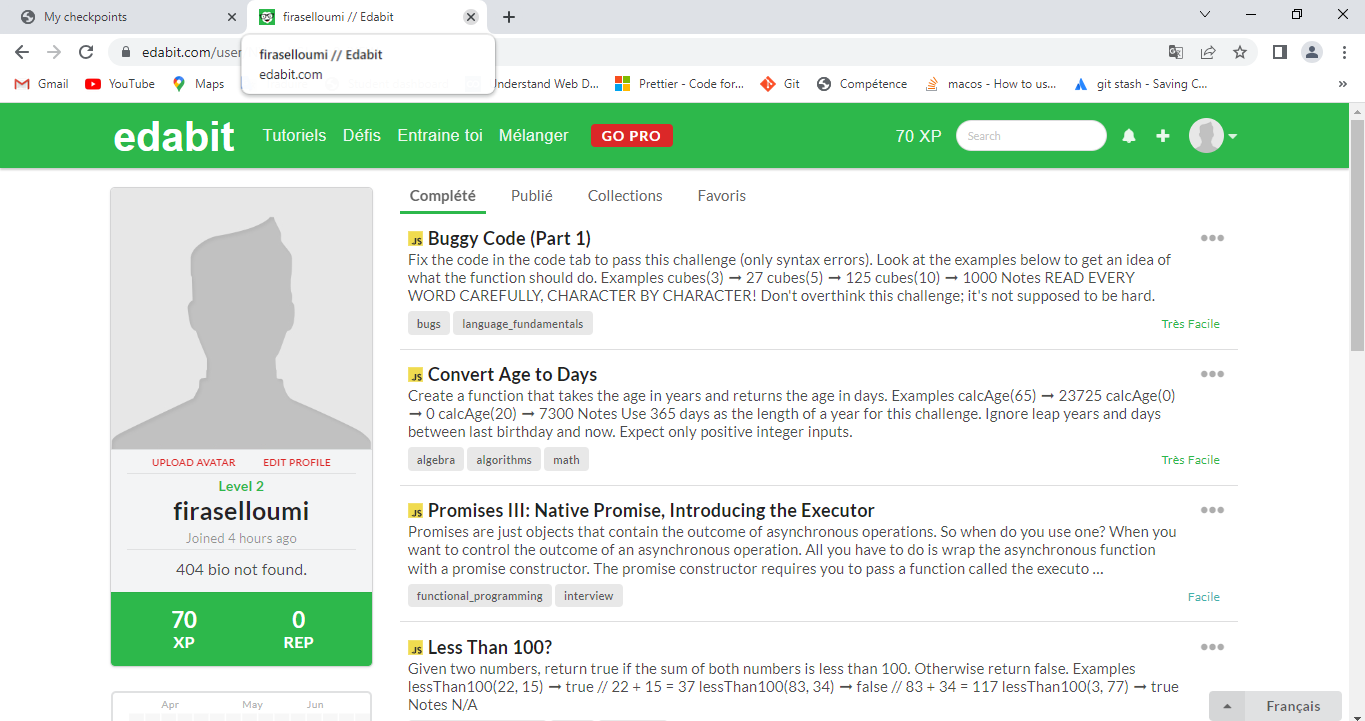 My checkpoints
firaselloumi // Edabit
edabit.com/user
firaselloumi // Edabit
edabit.com
Gmail
YouTube
Maps
Understand Web D...
Prettier - Code for...
Git
Compétence
macos - How to us...
git stash - Saving C...
»
edabit
Tutoriels
Défis
Entraine toi
Mélanger
GO PRO
70 XP
Search
UPLOAD AVATAR
EDIT PROFILE
Level 2
firaselloumi
Joined 4 hours ago
404 bio not found.
70
XP
0
REP
Apr
May
Jun
Complété
Publié
Collections
Favoris
JS Buggy Code (Part 1)
Fix the code in the code tab to pass this challenge (only syntax errors). Look at the examples below to get an idea of
what the function should do. Examples cubes(3) ➞ 27 cubes(5) ➞ 125 cubes(10) ➞ 1000 Notes READ EVERY
WORD CAREFULLY, CHARACTER BY CHARACTER! Don't overthink this challenge; it's not supposed to be hard.
bugs
language_fundamentals
Très Facile
JS Convert Age to Days
Create a function that takes the age in years and returns the age in days. Examples calcAge(65) ➞ 23725 calcAge(0)
➞ 0 calcAge(20) ➞ 7300 Notes Use 365 days as the length of a year for this challenge. Ignore leap years and days
between last birthday and now. Expect only positive integer inputs.
algebra
algorithms
math
Très Facile
JS Promises III: Native Promise, Introducing the Executor
Promises are just objects that contain the outcome of asynchronous operations. So when do you use one? When you
want to control the outcome of an asynchronous operation. All you have to do is wrap the asynchronous function
with a promise constructor. The promise constructor requires you to pass a function called the executo ...
functional_programming
interview
Facile
JS Less Than 100?
Given two numbers, return true if the sum of both numbers is less than 100. Otherwise return false. Examples
lessThan100(22, 15) ➞ true // 22 + 15 = 37 lessThan100(83, 34) ➞ false // 83 + 34 = 117 lessThan100(3, 77) ➞ true
Notes N/A
Français